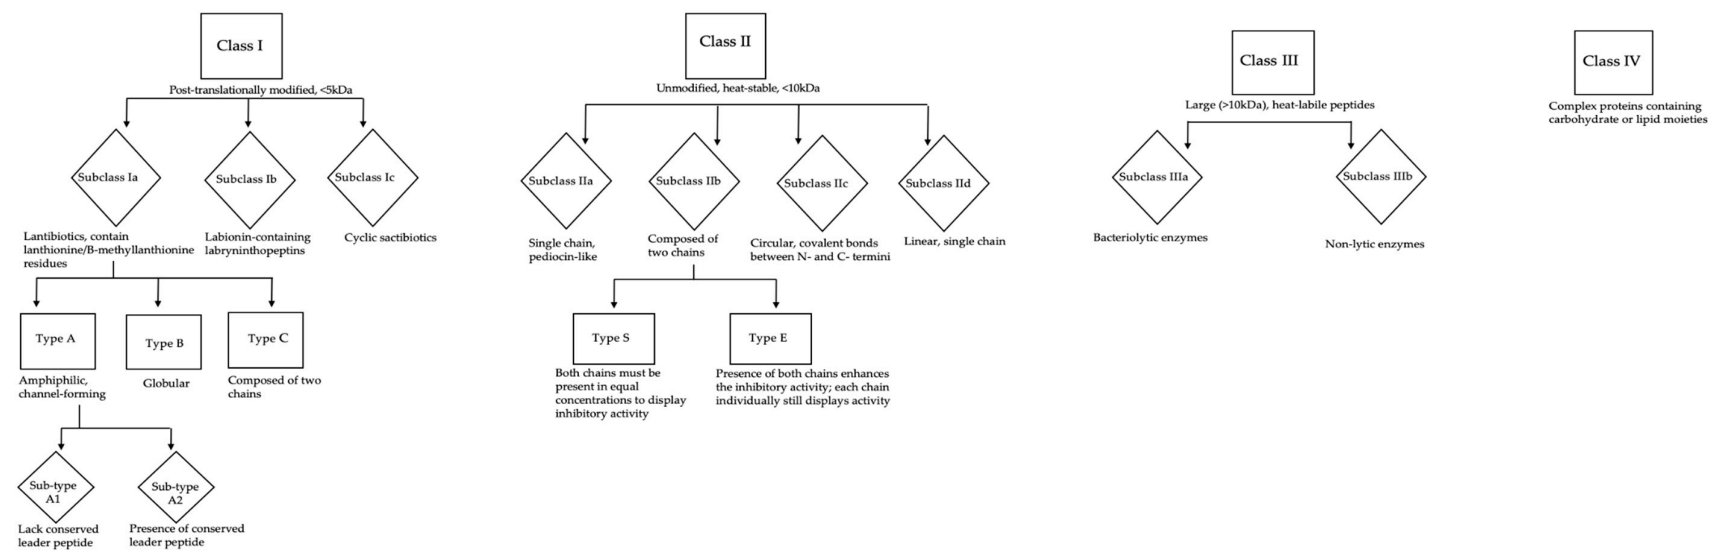 Class I
Post-translationally modified, <5kDa
Subclass Ia
Lantibiotics, contain
lanthionine/B-methyllanthionine
residues
Subclass Ib
Labionin-containing
labryninthopeptins
Subclass Ic
Cyclic sactibiotics
Type A
Amphiphilic,
channel-forming
Type B
Globular
Type C
Composed of two
chains
Sub-type
A1
Lack conserved
leader peptide
Sub-type
A2
Presence of conserved
leader peptide
Class II
Unmodified, heat-stable, <10kDa
Subclass IIa
Single chain,
pediocin-like
Subclass IIb
Composed of
two chains
Subclass IIc
Circular, covalent bonds
between N- and C- termini
Subclass IId
Linear, single chain
Type S
Both chains must be
present in equal
concentrations to display
inhibitory activity
Type E
Presence of both chains enhances
the inhibitory activity; each chain
individually still displays activity
Class III
Large (>10kDa), heat-labile peptides
Subclass IIIa
Bacteriolytic enzymes
Subclass IIIb
Non-lytic enzymes
Class IV
Complex proteins containing
carbohydrate or lipid moieties